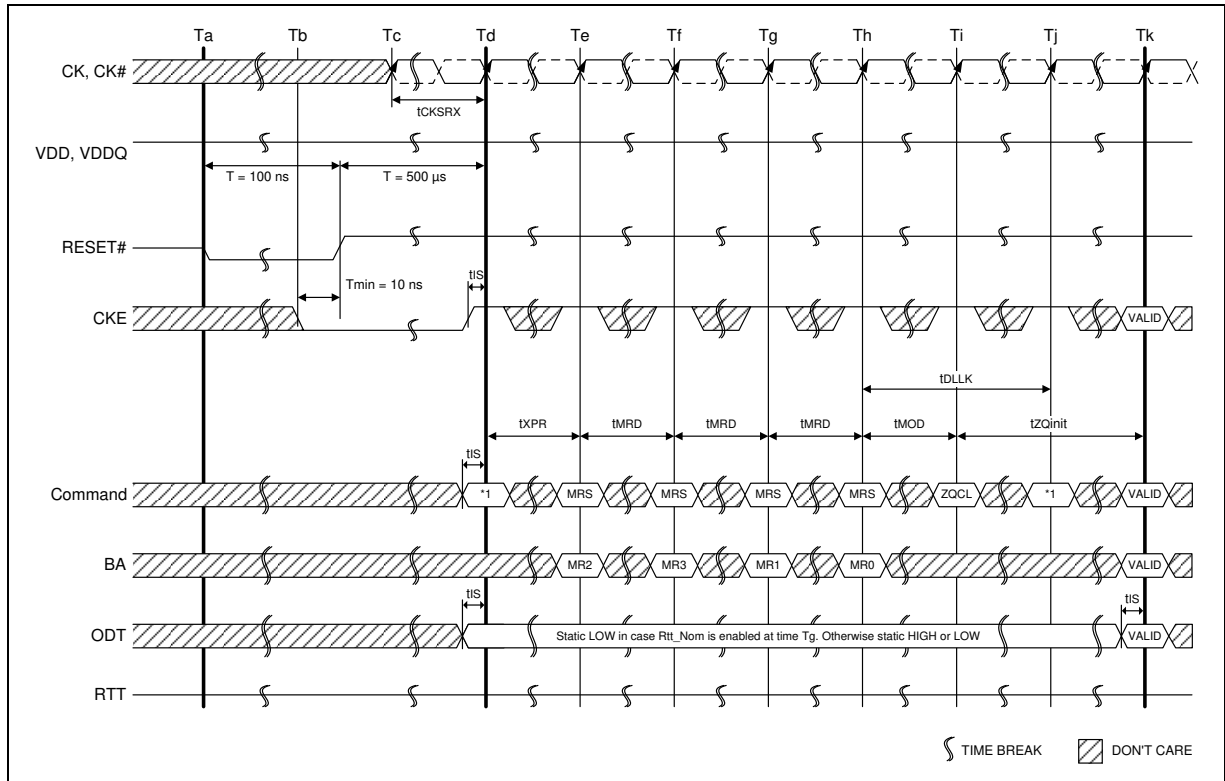 Ta Tb Tc Td Te Tf Tg Th Ti Tj Tk
CK, CK#
tCKSRX
VDD, VDDQ
T = 100 ns T = 500 µs
RESET#
tIS
Tmin = 10 ns
CKE VALID
tDLLK
tXPR tMRD tMRD tMRD tMOD tZQinit
tIS
Command *1 MRS MRS MRS MRS ZQCL *1 VALID
BA MR2 MR3 MR1 MR0 VALID
tIS tIS
ODT Static LOW in case Rtt_Nom is enabled at time Tg. Otherwise static HIGH or LOW VALID
RTT
TIME BREAK DON'T CARE